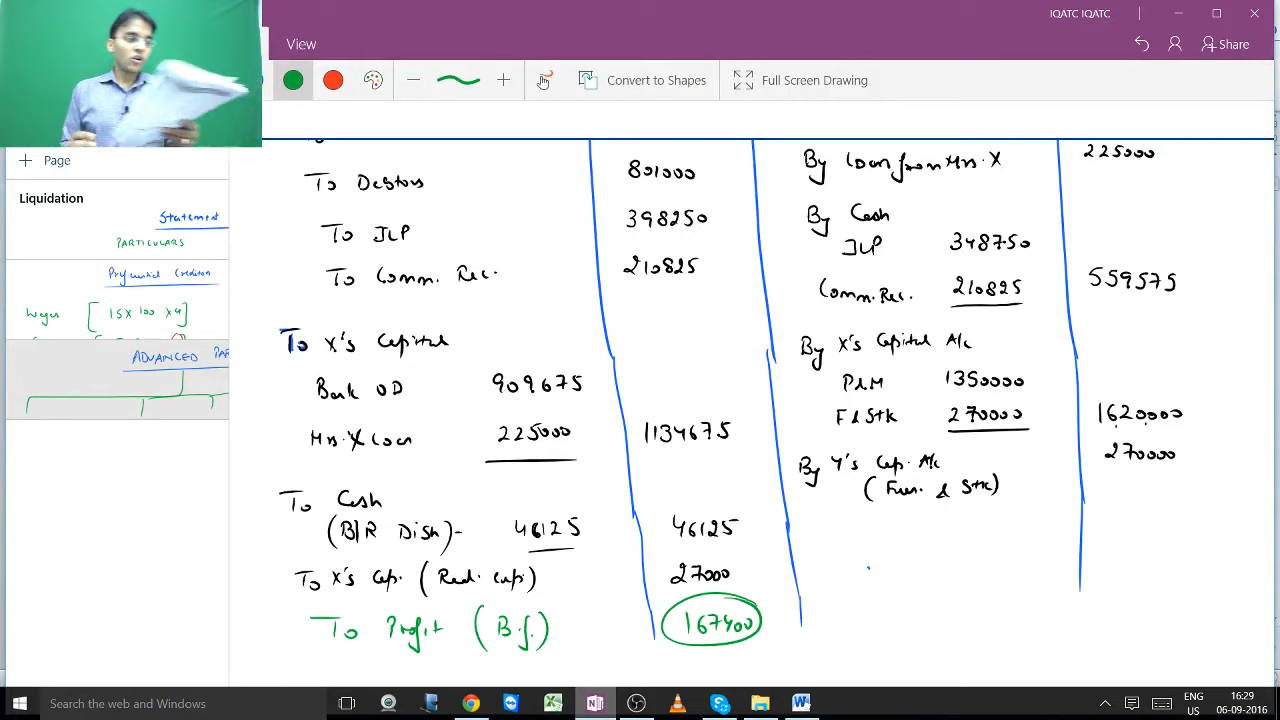 IQATC IQATC
View
Share
Convert to Shapes
Full Screen Drawing
Page
Liquidation
Statement
PARTICULARS
Preferential Creditors
Wages [15 x 100 x 4]
ADVANCED PAR
To Debtors 801000
To JLP 398250
To Comm. Rec. 210825
To X's Capital
Bank OD 909675
Mrs. X Loan 225000 1134675
To Cash
(B/R Dish)- 46125 46125
To X's Cap. (Real. exp.) 27000
To Profit (B.f.) 167400
By Loan from Mrs. X 225000
By Cash
JLP 348750
Comm. Rec. 210825 559575
By X's Capital A/c
P&M 1350000
F&Stk 270000 1620000
By Y's Cap. A/c 270000
(Fur. & Stk)
Search the Web and Windows
ENG
US
16:29
06-09-2016